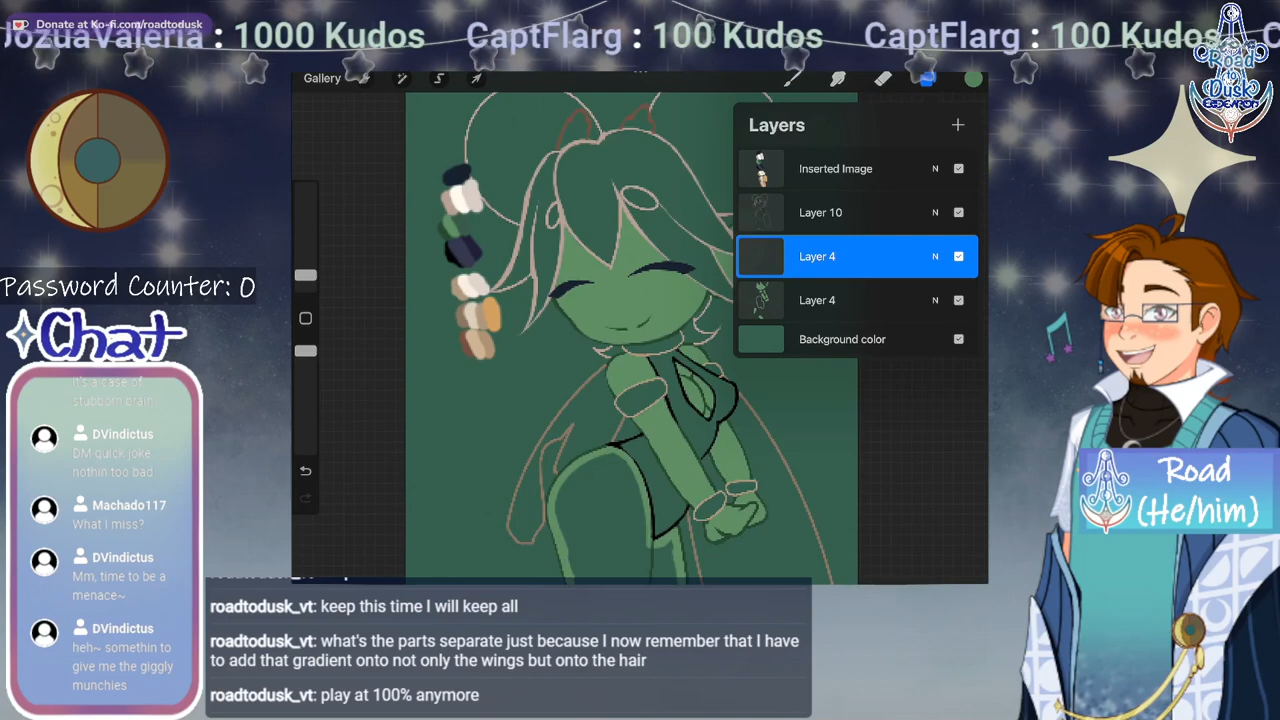 Donate at Ko-fi.com/roadtodusk
JozuaValeria : 1000 Kudos CaptFlarg : 100 Kudos CaptFlarg : 100 Kudos
Road to Dusk
Gallery
Layers
Inserted Image N
Layer 10 N
Layer 4 N
Layer 4 N
Background color
Password Counter: 0
Chat
It's a case of
stubborn brain
DVindictus
DM quick joke
nothin too bad
Machado117
What I miss?
DVindictus
Mm, time to be a
menace~
DVindictus
heh~ somethin to
give me the giggly
munchies
roadtodusk_vt: keep this time I will keep all
roadtodusk_vt: what's the parts separate just because I now remember that I have
to add that gradient onto not only the wings but onto the hair
roadtodusk_vt: play at 100% anymore
Road
(He/him)